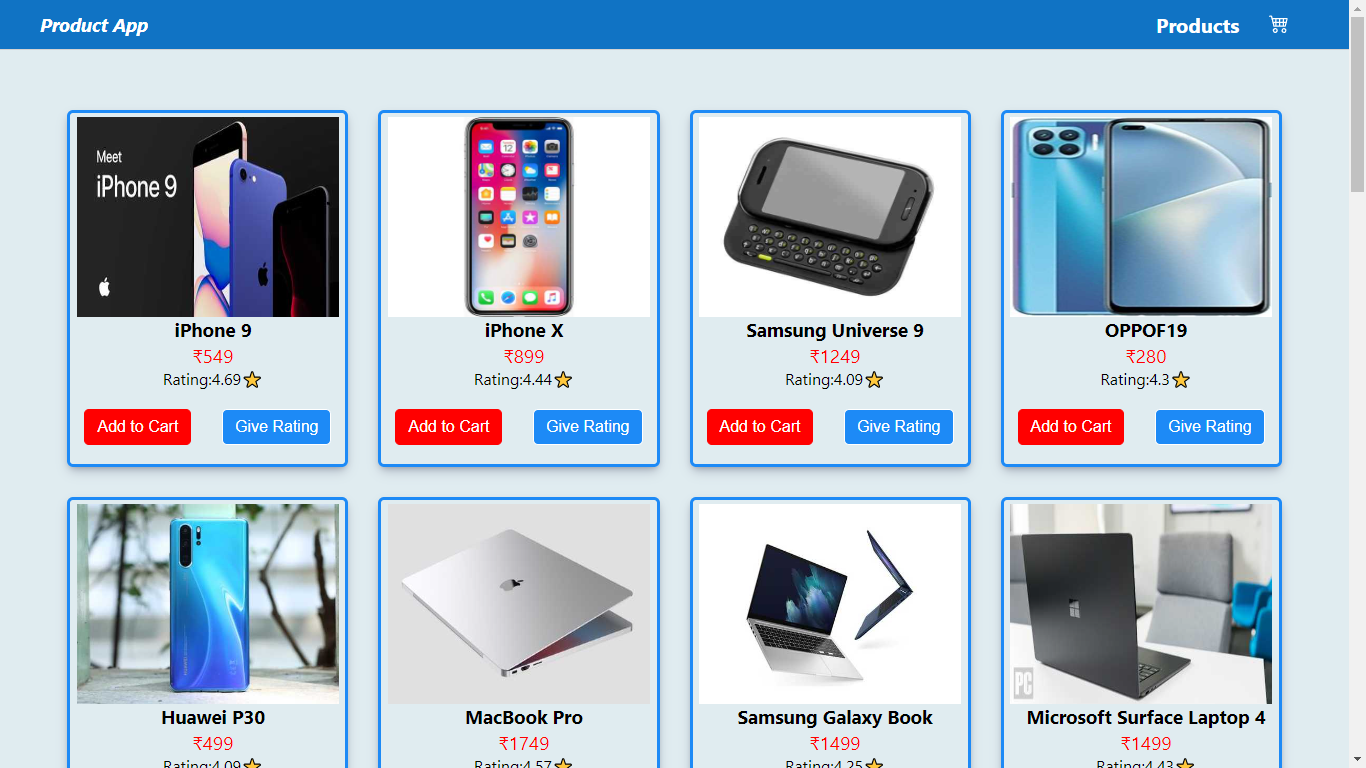 Product App
Products
Meet
iPhone 9
iPhone 9
₹549
Rating:4.69
Add to Cart
Give Rating
iPhone X
₹899
Rating:4.44
Add to Cart
Give Rating
Samsung Universe 9
₹1249
Rating:4.09
Add to Cart
Give Rating
OPPOF19
₹280
Rating:4.3
Add to Cart
Give Rating
Huawei P30
₹499
Rating:4.09
MacBook Pro
₹1749
Rating:4.57
Samsung Galaxy Book
₹1499
Rating:4.25
PC
Microsoft Surface Laptop 4
₹1499
Rating:4.43